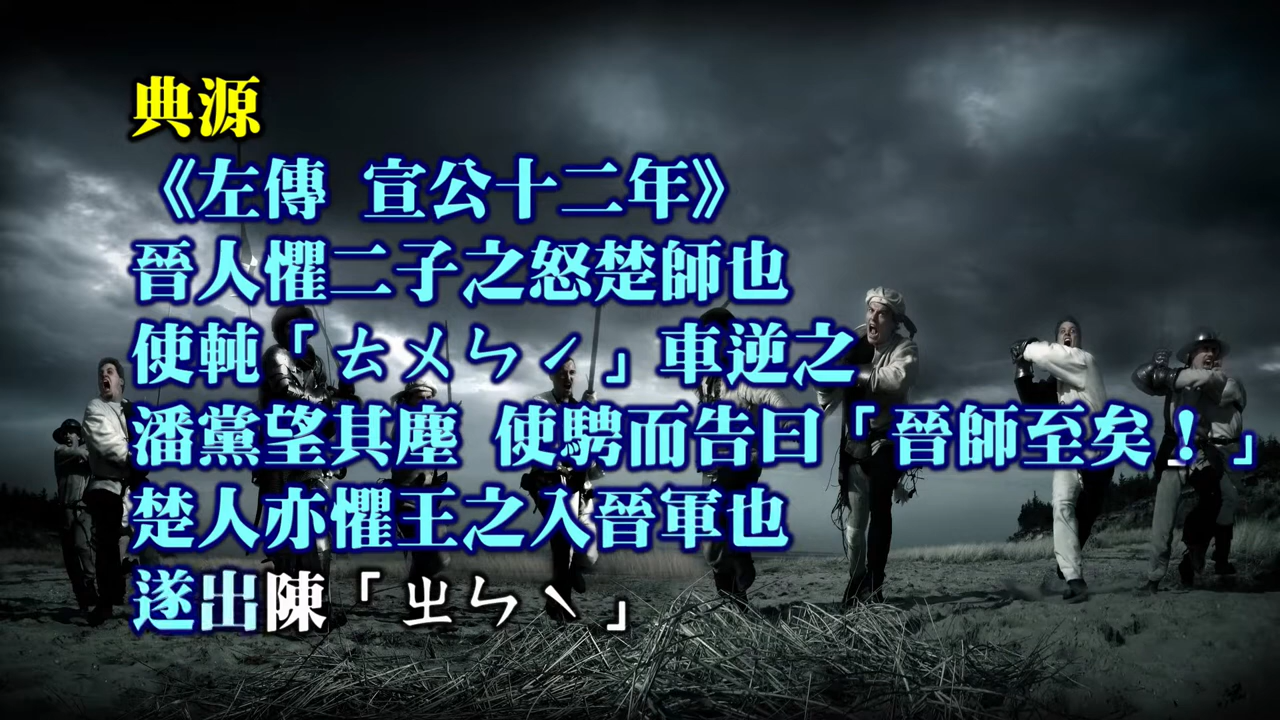 典源
《左傳 宣公十二年》
晉人懼二子之怒楚師也
使軘「ㄊㄨㄣˊ」車逆之
潘黨望其塵 使騁而告曰「晉師至矣！」
楚人亦懼王之入晉軍也
遂出陳「ㄓㄣˋ」